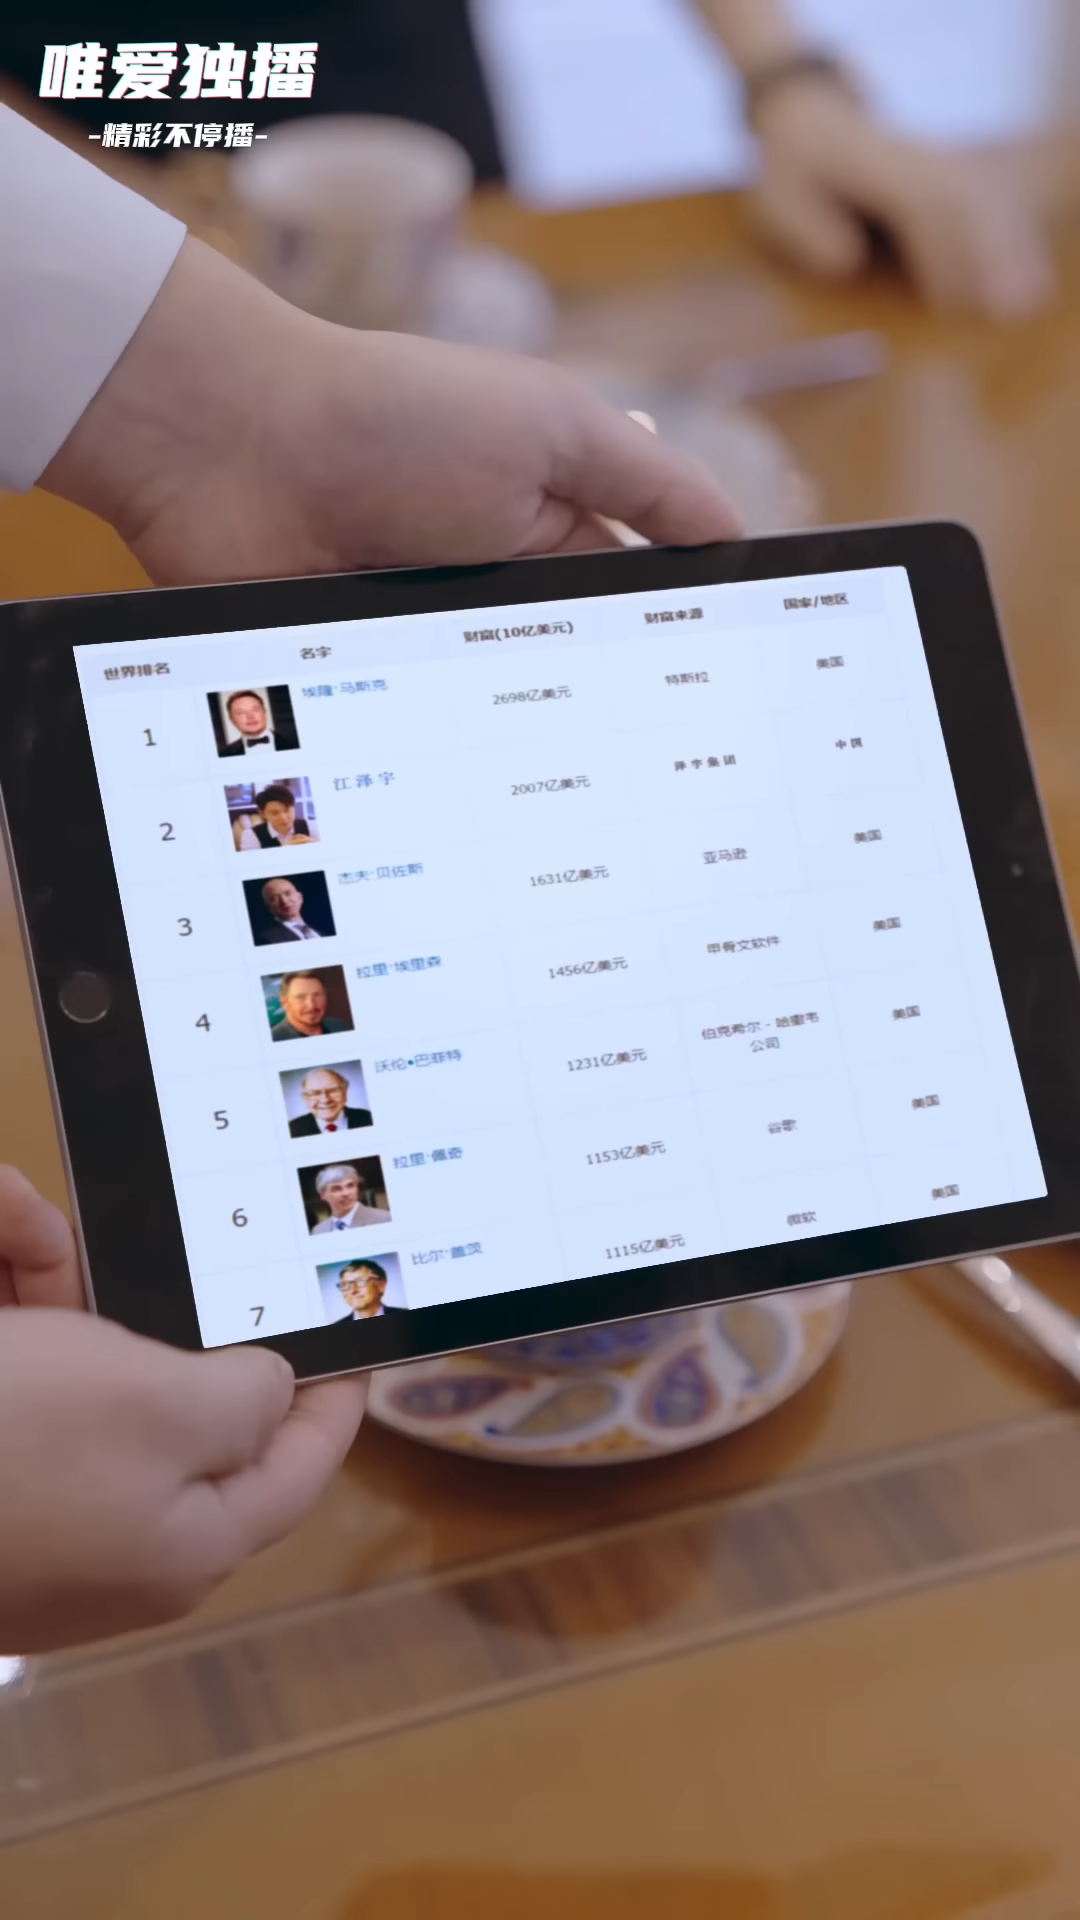 唯爱独播
-精彩不停播-
世界排名 名字 财富(10亿美元) 财富来源 国家/地区
1 埃隆·马斯克 2698亿美元 特斯拉 美国
2 江泽宇 2007亿美元 泽宇集团 中国
3 杰夫·贝佐斯 1631亿美元 亚马逊 美国
4 拉里·埃里森 1456亿美元 甲骨文软件 美国
5 沃伦•巴菲特 1231亿美元 伯克希尔-哈撒韦
公司 美国
6 拉里·佩奇 1153亿美元 谷歌 美国
7 比尔·盖茨 1115亿美元 微软 美国